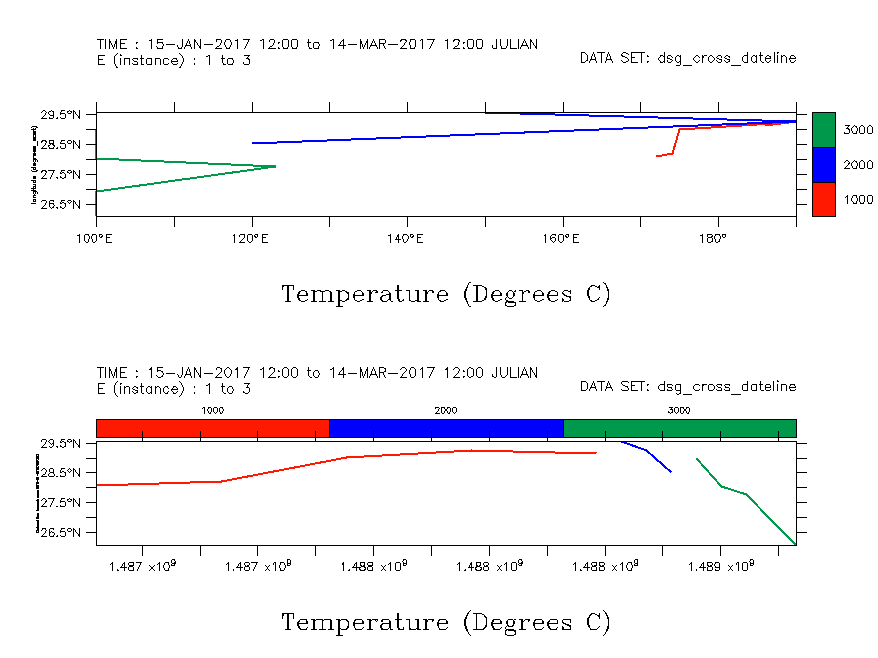 TIME : 15-JAN-2017 12:00 to 14-MAR-2017 12:00 JULIAN
E (instance) : 1 to 3
DATA SET: dsg_cross_dateline
29.5°N
28.5°N
27.5°N
26.5°N
longitude (degrees_east)
3000
2000
1000
100°E
120°E
140°E
160°E
180°
Temperature (Degrees C)
TIME : 15-JAN-2017 12:00 to 14-MAR-2017 12:00 JULIAN
E (instance) : 1 to 3
DATA SET: dsg_cross_dateline
1000
2000
3000
29.5°N
28.5°N
27.5°N
26.5°N
1.487 x10⁹
1.487 x10⁹
1.488 x10⁹
1.488 x10⁹
1.488 x10⁹
1.489 x10⁹
Temperature (Degrees C)